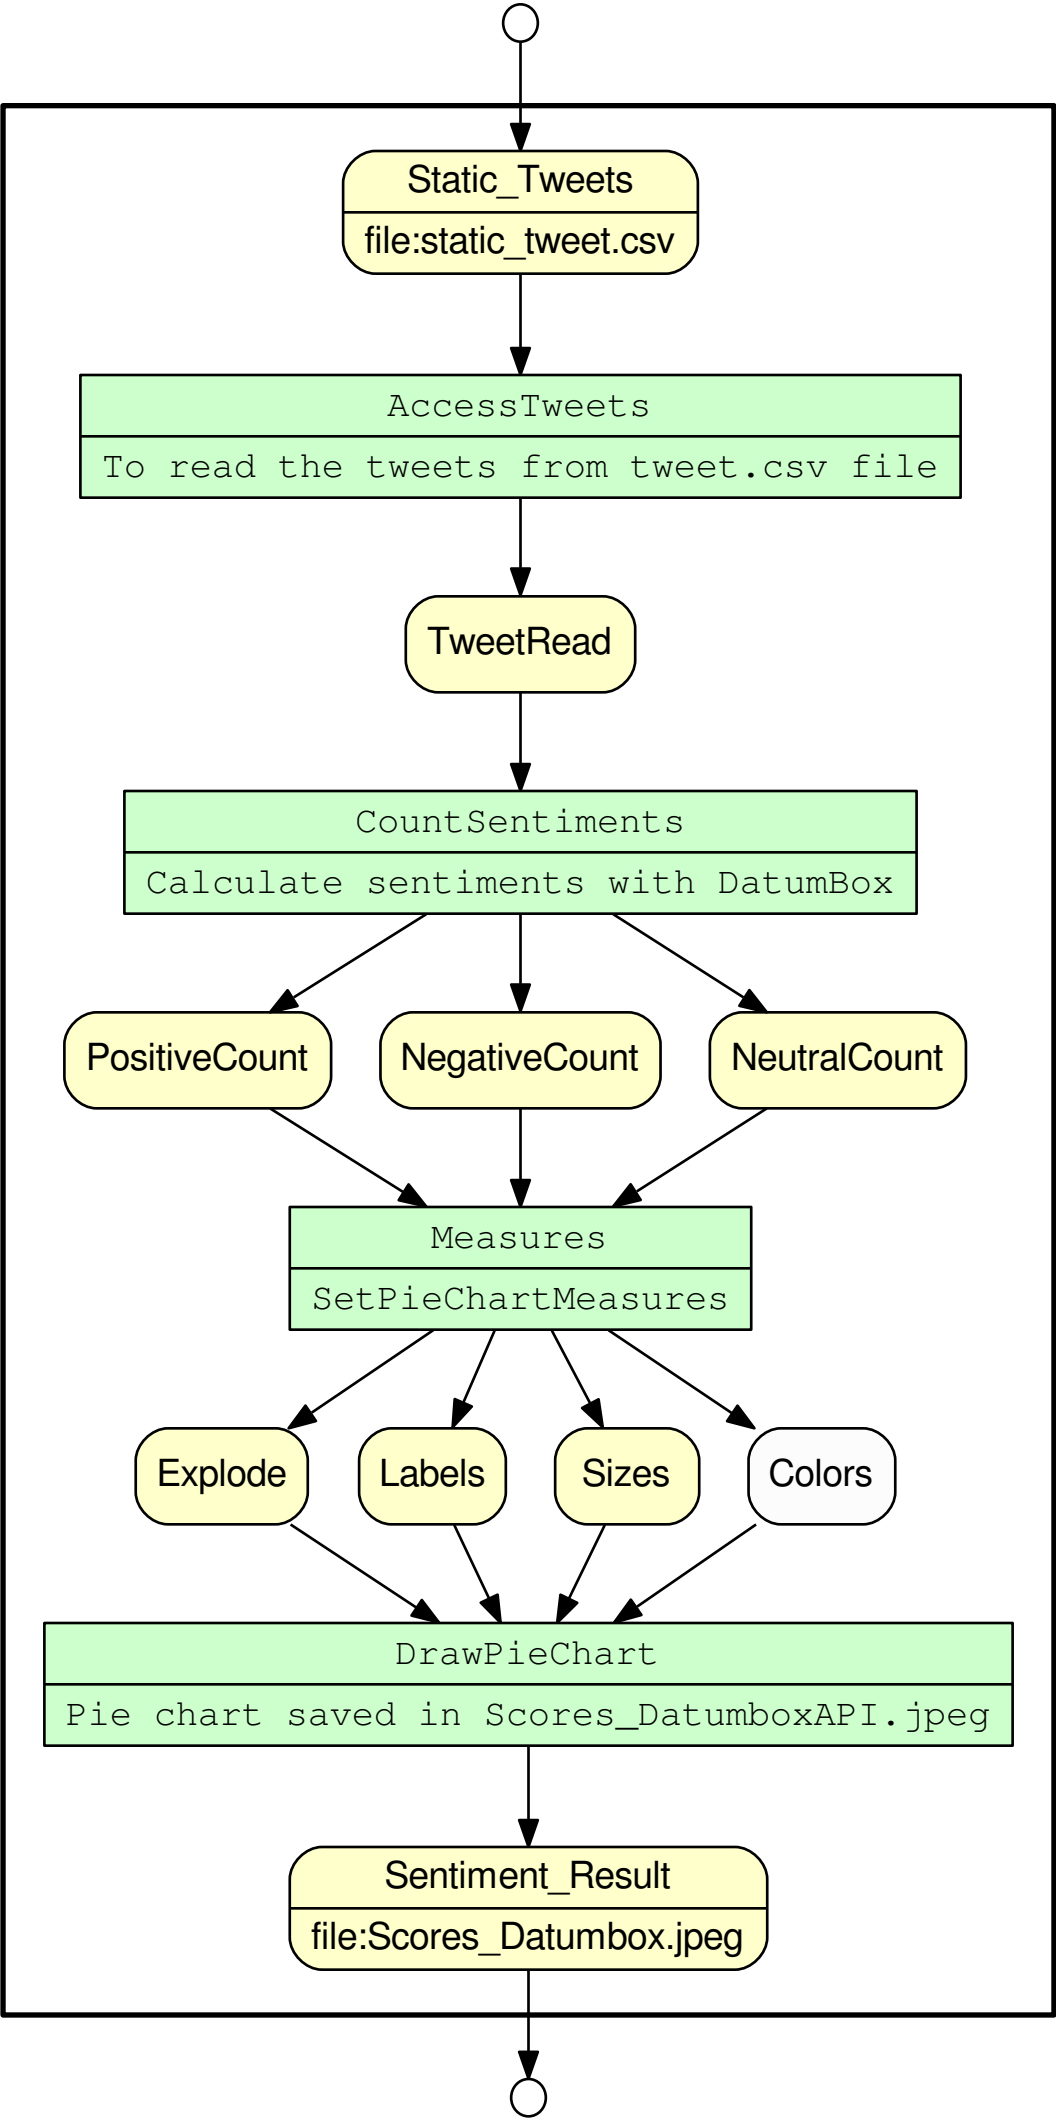 Static_Tweets
file:static_tweet.csv
AccessTweets
To read the tweets from tweet.csv file
TweetRead
CountSentiments
Calculate sentiments with DatumBox
PositiveCount
NegativeCount
NeutralCount
Measures
SetPieChartMeasures
Explode
Labels
Sizes
Colors
DrawPieChart
Pie chart saved in Scores_DatumboxAPI.jpeg
Sentiment_Result
file:Scores_Datumbox.jpeg